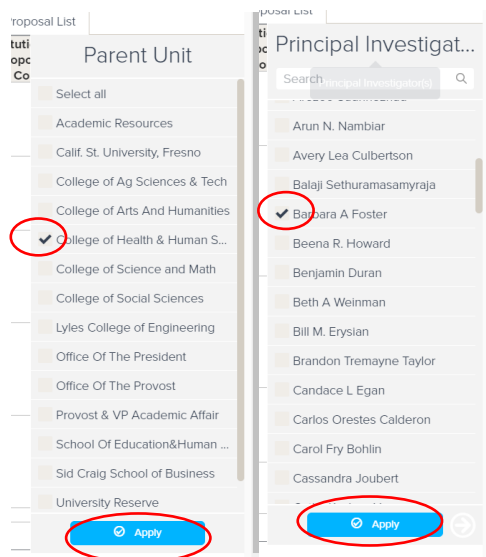 Proposal List
Parent Unit
Select all
Academic Resources
Calif. St. University, Fresno
College of Ag Sciences & Tech
College of Arts And Humanities
College of Health & Human S...
College of Science and Math
College of Social Sciences
Lyles College of Engineering
Office Of The President
Office Of The Provost
Provost & VP Academic Affair
School Of Education&Human ...
Sid Craig School of Business
University Reserve
Apply
posal List
Principal Investigat...
Search
Principal Investigator(s)
Arun N. Nambiar
Avery Lea Culbertson
Balaji Sethuramasamyraja
Barbara A Foster
Beena R. Howard
Benjamin Duran
Beth A Weinman
Bill M. Erysian
Brandon Tremayne Taylor
Candace L Egan
Carlos Orestes Calderon
Carol Fry Bohlin
Cassandra Joubert
Apply